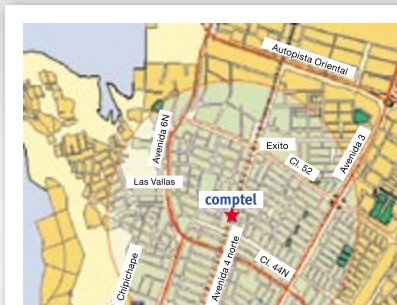 Autopista Oriental
Avenida 6N
Exito
Cl. 52
Avenida 3
Las Vallas
comptel
Chipichape
Avenida 4 norte
Cl. 44N